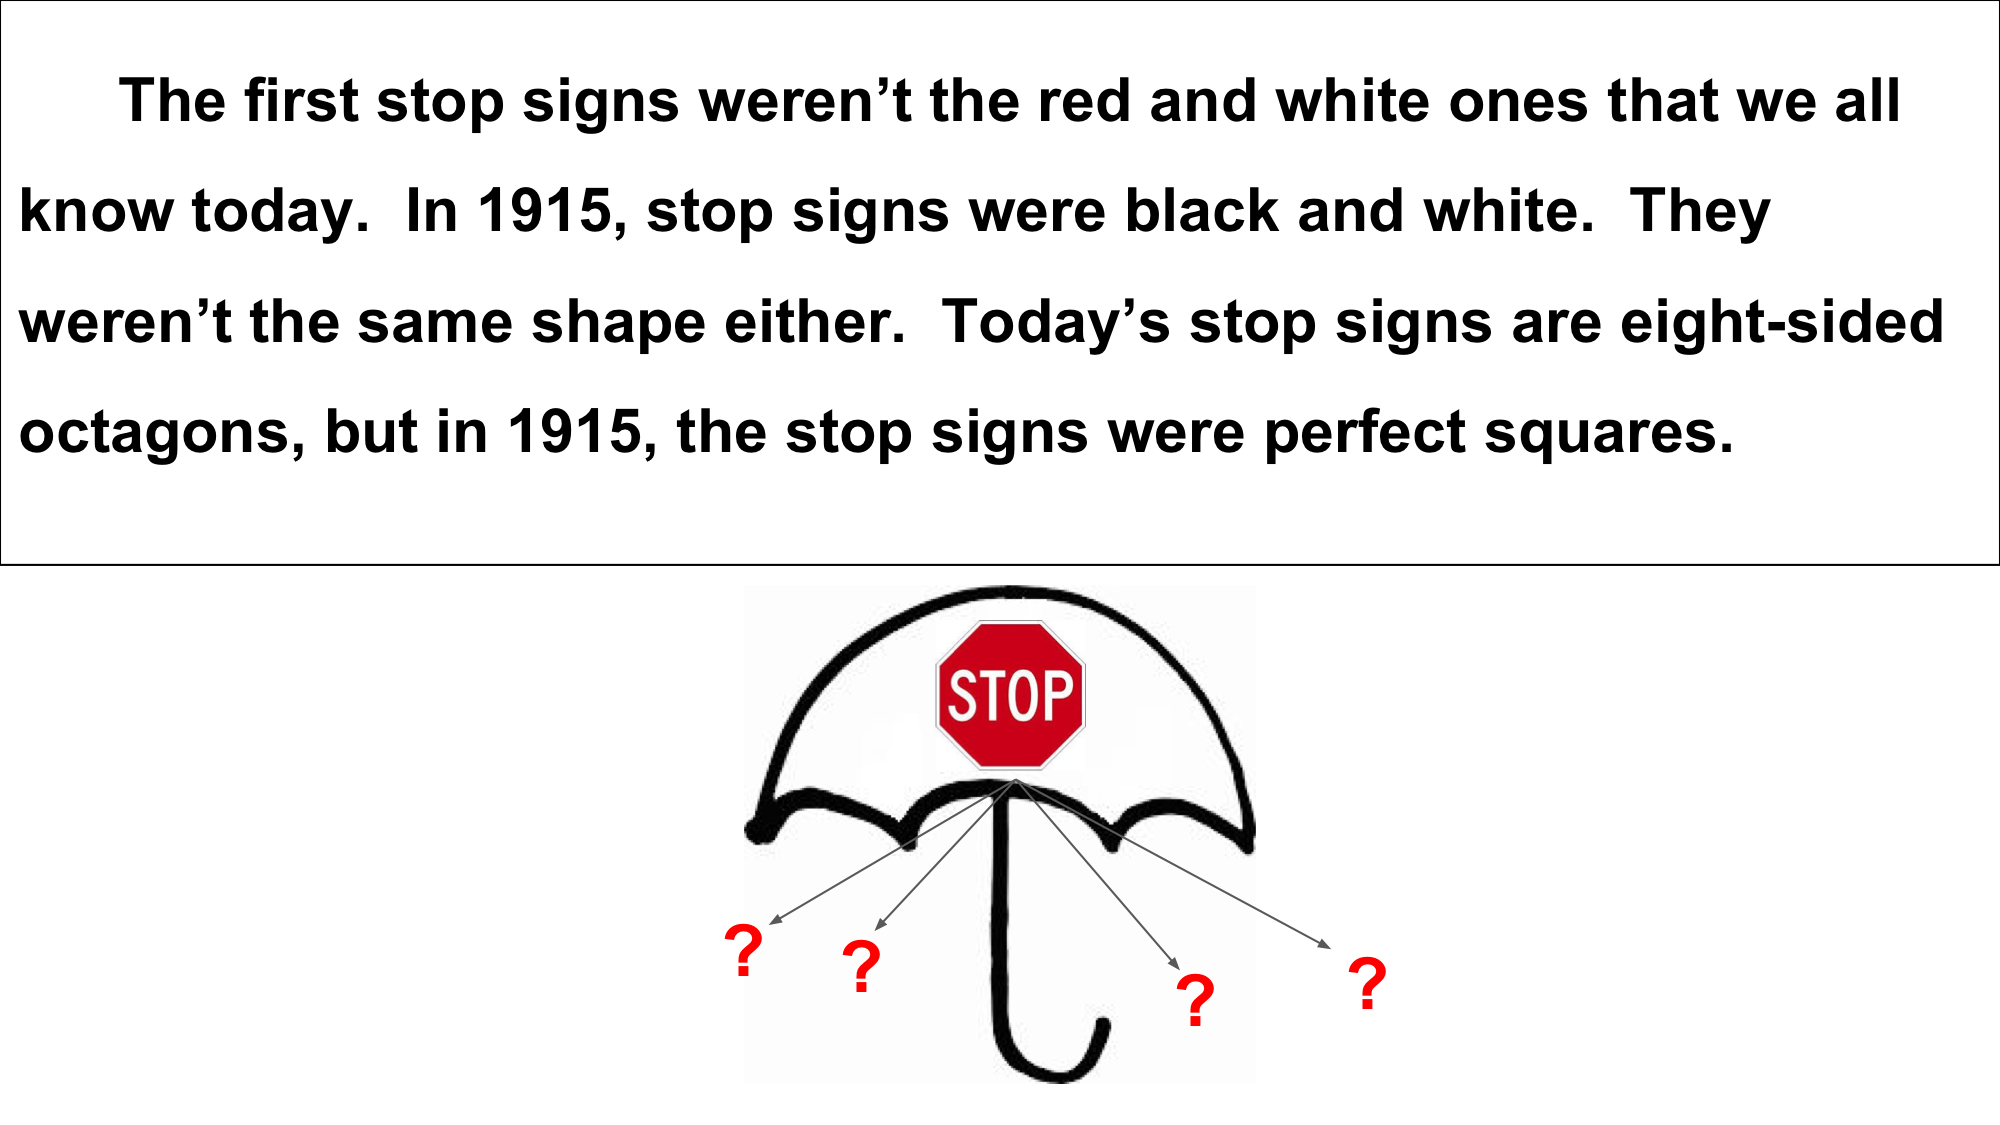 The first stop signs weren’t the red and white ones that we all
know today.  In 1915, stop signs were black and white.  They
weren’t the same shape either.  Today’s stop signs are eight-sided
octagons, but in 1915, the stop signs were perfect squares.
STOP
? ? ? ?